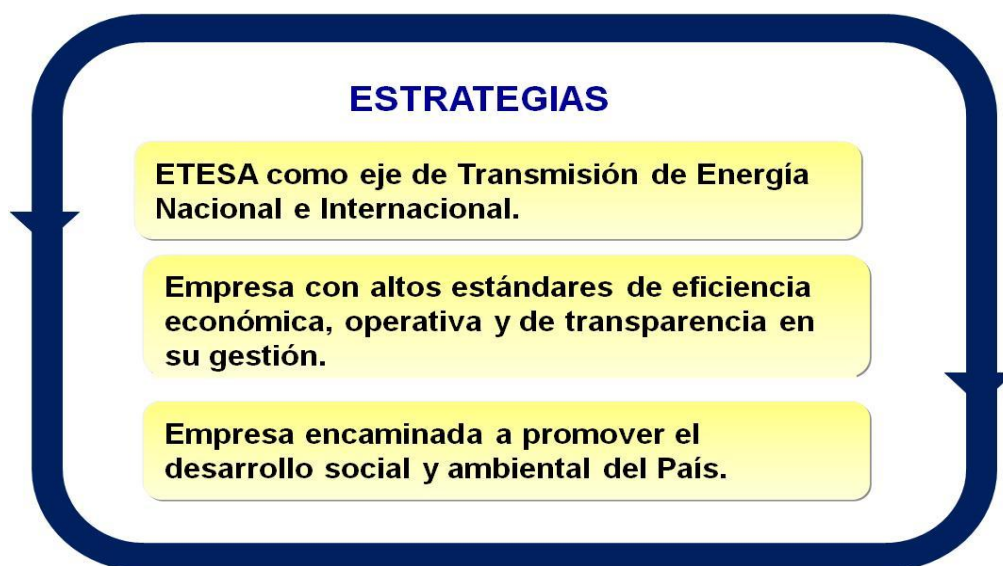 ESTRATEGIAS
ETESA como eje de Transmisión de Energía
Nacional e Internacional.
Empresa con altos estándares de eficiencia
económica, operativa y de transparencia en
su gestión.
Empresa encaminada a promover el
desarrollo social y ambiental del País.